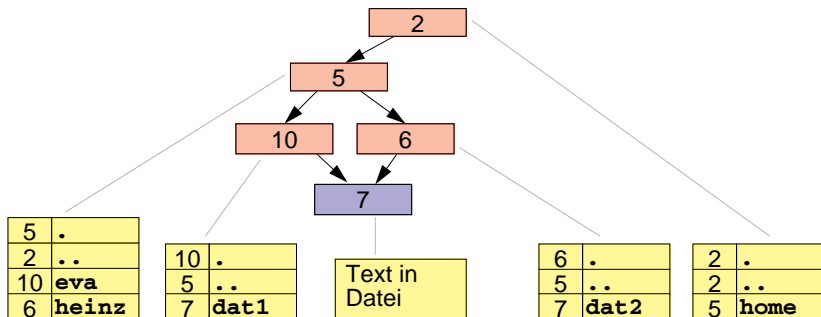 2
5
10
6
7
5 .
2 ..
10 eva
6 heinz
10 .
5 ..
7 dat1
Text in
Datei
6 .
5 ..
7 dat2
2 .
2 ..
5 home